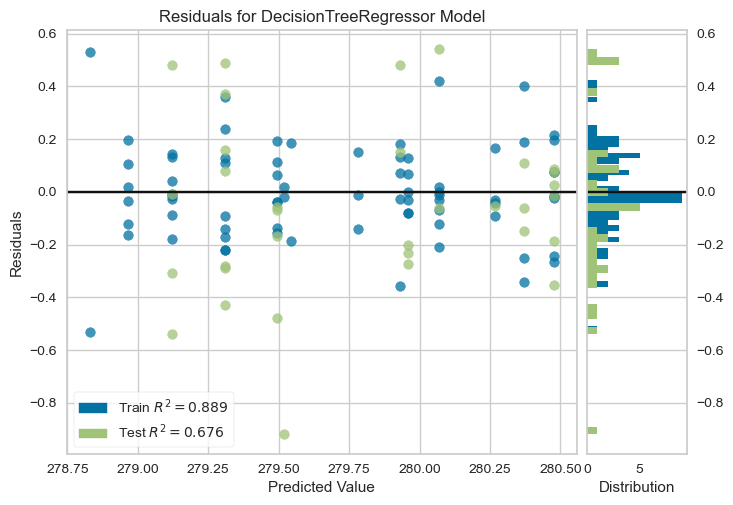 Residuals for DecisionTreeRegressor Model
0.6 0.6
0.4 0.4
0.2 0.2
0.0 0.0
−0.2 −0.2
−0.4 −0.4
−0.6 −0.6
−0.8 −0.8
Residuals
Train R² = 0.889
Test R² = 0.676
278.75 279.00 279.25 279.50 279.75 280.00 280.25 280.50 0 5
Predicted Value Distribution